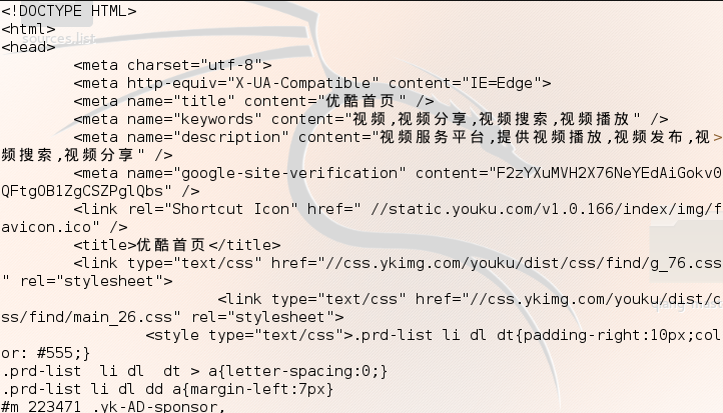 <!DOCTYPE HTML>
<html>
<head>
        <meta charset="utf-8">
        <meta http-equiv="X-UA-Compatible" content="IE=Edge">
        <meta name="title" content="优酷首页" />
        <meta name="keywords" content="视频,视频分享,视频搜索,视频播放" />
        <meta name="description" content="视频服务平台,提供视频播放,视频发布,视>
频搜索,视频分享" />
        <meta name="google-site-verification" content="F2zYXuMVH2X76NeYEdAiGokv0
QFtgOB1ZgCSZPglQbs" />
        <link rel="Shortcut Icon" href=" //static.youku.com/v1.0.166/index/img/f
avicon.ico" />
        <title>优酷首页</title>
        <link type="text/css" href="//css.ykimg.com/youku/dist/css/find/g_76.css
" rel="stylesheet">
                        <link type="text/css" href="//css.ykimg.com/youku/dist/c
ss/find/main_26.css" rel="stylesheet">
                <style type="text/css">.prd-list li dl dt{padding-right:10px;col
or: #555;}
.prd-list  li dl  dt > a{letter-spacing:0;}
.prd-list li dl dd a{margin-left:7px}
#m_223471 .yk-AD-sponsor,
sources.list